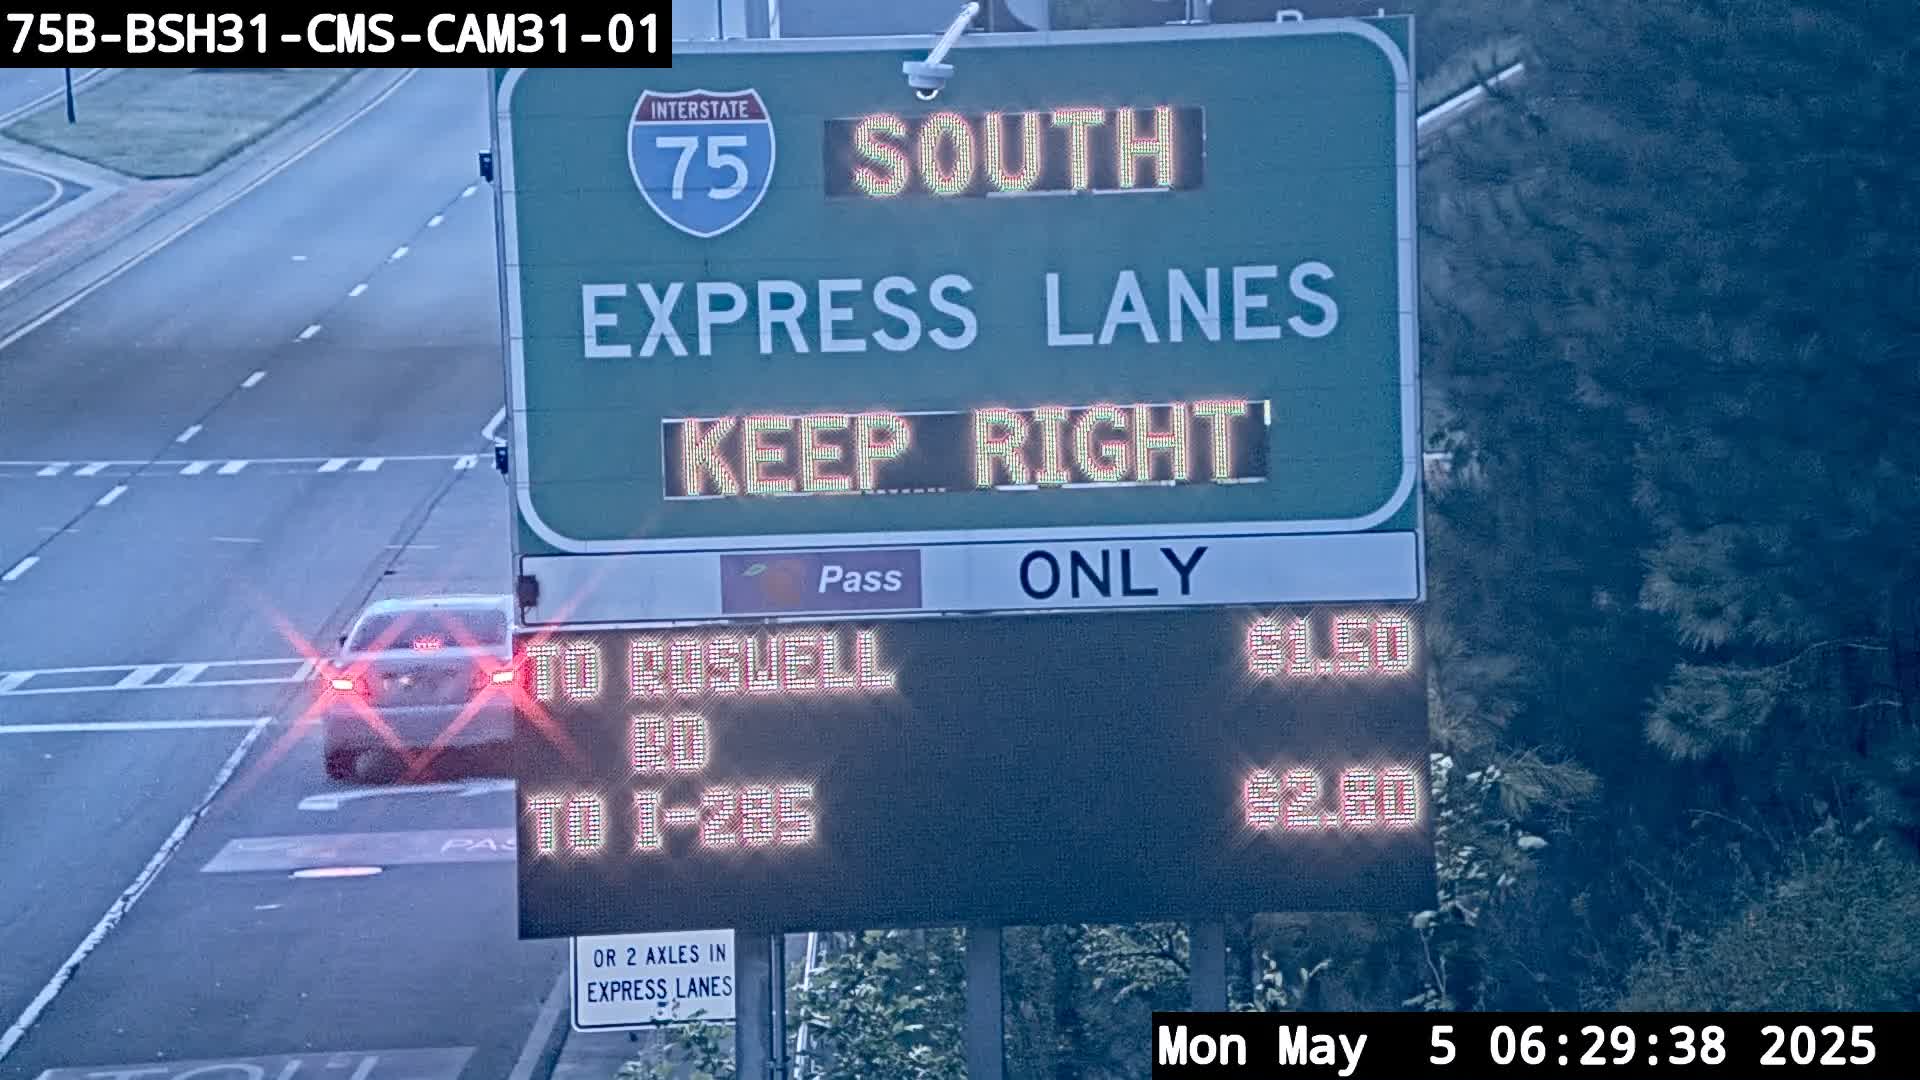 75B-BSH31-CMS-CAM31-01
INTERSTATE
75
SOUTH
EXPRESS LANES
KEEP RIGHT
Pass ONLY
TO ROSWELL $1.50
RD
TO I-285 $2.80
OR 2 AXLES IN
EXPRESS LANES
PAS
Mon May 5 06:29:38 2025